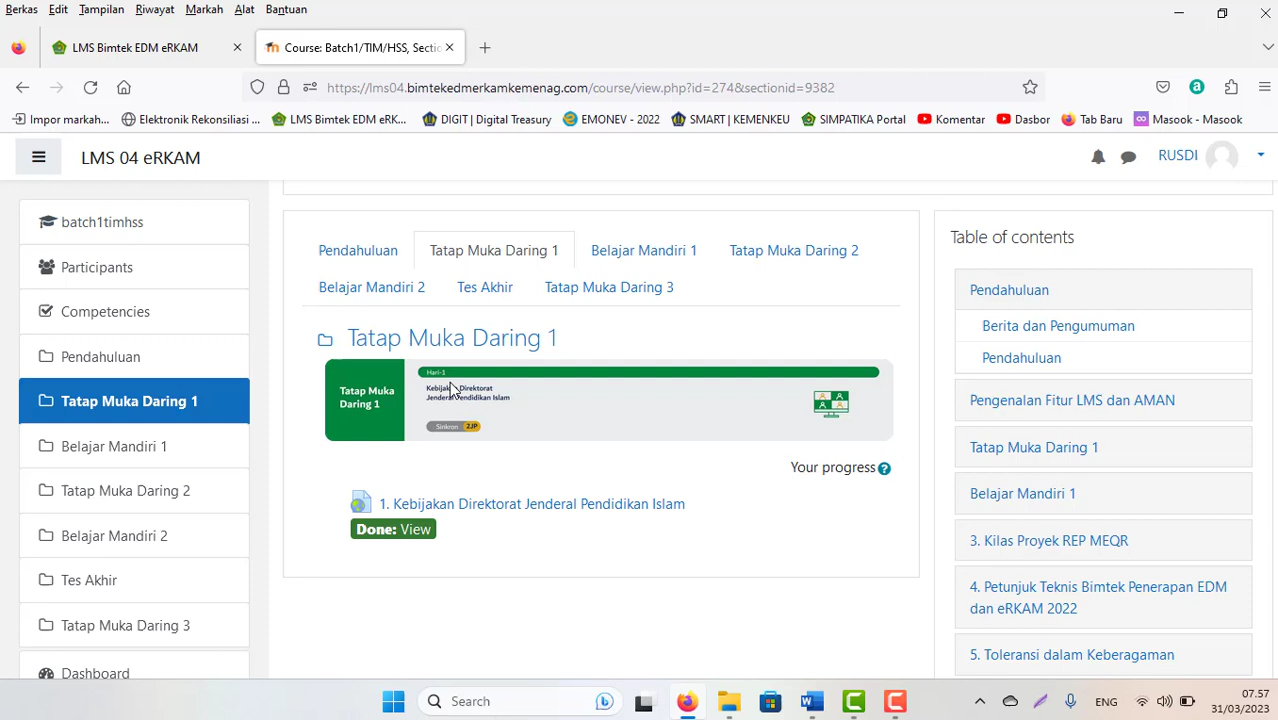 Berkas Edit Tampilan Riwayat Markah Alat Bantuan
LMS Bimtek EDM eRKAM
Course: Batch1/TIM/HSS, Sectio
https://lms04.bimtekedmerkamkemenag.com/course/view.php?id=274&sectionid=9382
Impor markah... Elektronik Rekonsiliasi ... LMS Bimtek EDM eRK... DIGIT | Digital Treasury EMONEV - 2022 SMART | KEMENKEU SIMPATIKA Portal Komentar Dasbor Tab Baru Masook - Masook
LMS 04 eRKAM
RUSDI
batch1timhss
Participants
Competencies
Pendahuluan
Tatap Muka Daring 1
Belajar Mandiri 1
Tatap Muka Daring 2
Belajar Mandiri 2
Tes Akhir
Tatap Muka Daring 3
Dashboard
Pendahuluan Tatap Muka Daring 1 Belajar Mandiri 1 Tatap Muka Daring 2
Belajar Mandiri 2 Tes Akhir Tatap Muka Daring 3
Tatap Muka Daring 1
Tatap Muka
Daring 1
Hari-1
Kebijakan Direktorat
Jenderal Pendidikan Islam
Sinkron 2JP
Your progress
1. Kebijakan Direktorat Jenderal Pendidikan Islam
Done: View
Table of contents
Pendahuluan
Berita dan Pengumuman
Pendahuluan
Pengenalan Fitur LMS dan AMAN
Tatap Muka Daring 1
Belajar Mandiri 1
3. Kilas Proyek REP MEQR
4. Petunjuk Teknis Bimtek Penerapan EDM
dan eRKAM 2022
5. Toleransi dalam Keberagaman
Search
ENG
07.57
31/03/2023